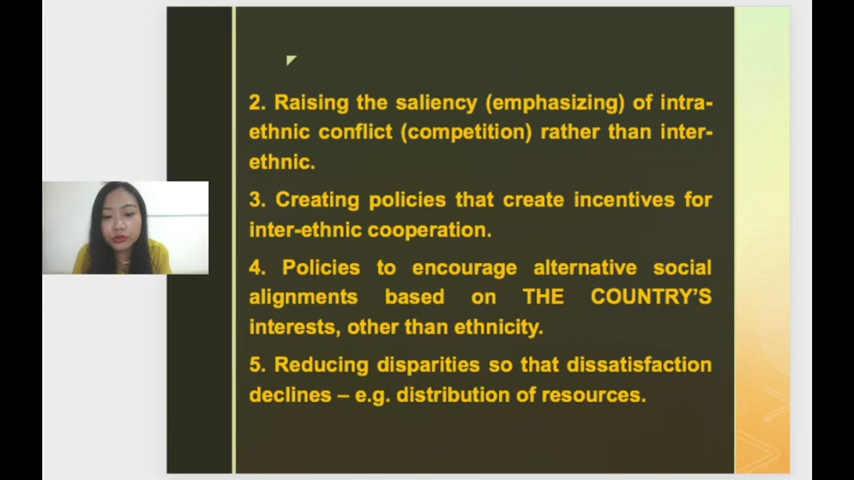 2. Raising the saliency (emphasizing) of intra-
ethnic conflict (competition) rather than inter-
ethnic.
3. Creating policies that create incentives for
inter-ethnic cooperation.
4. Policies to encourage alternative social
alignments based on THE COUNTRY'S
interests, other than ethnicity.
5. Reducing disparities so that dissatisfaction
declines – e.g. distribution of resources.